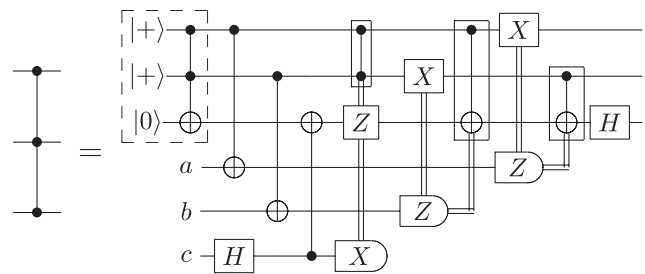 |+⟩ X
|+⟩ X
|0⟩ Z H
= a Z
b Z
c H X